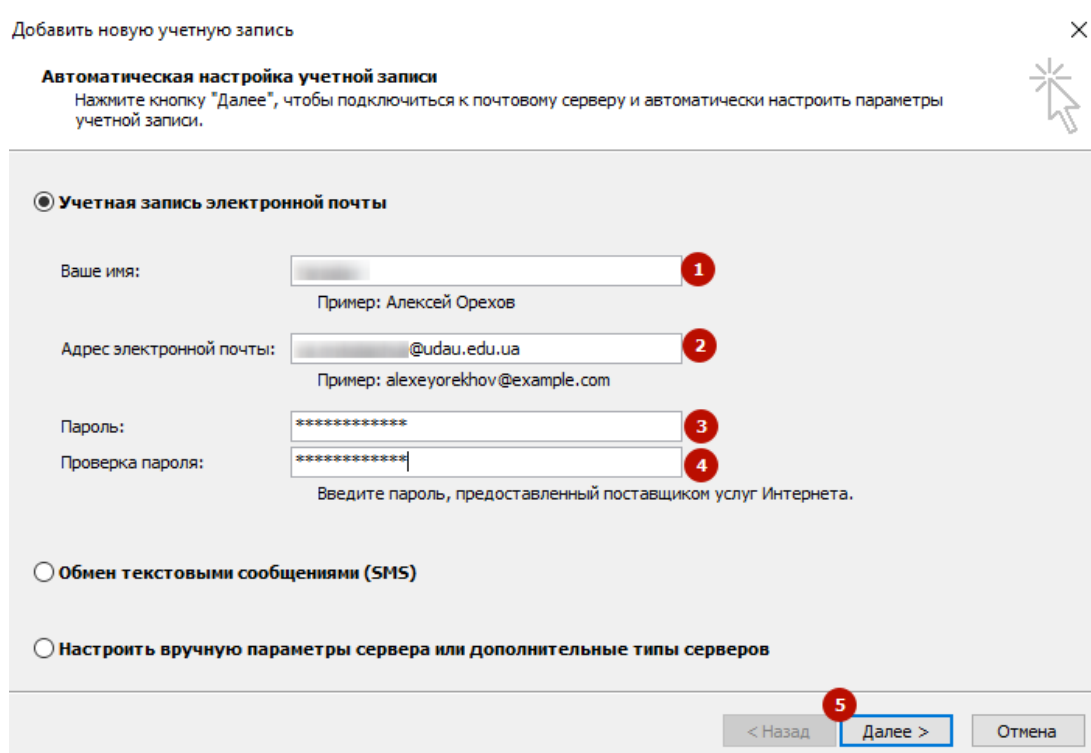 Добавить новую учетную запись
Автоматическая настройка учетной записи
Нажмите кнопку "Далее", чтобы подключиться к почтовому серверу и автоматически настроить параметры
учетной записи.
Учетная запись электронной почты
Ваше имя:
1
Пример: Алексей Орехов
Адрес электронной почты: @udau.edu.ua
2
Пример: alexeyorekhov@example.com
Пароль: ************
3
Проверка пароля: ************
4
Введите пароль, предоставленный поставщиком услуг Интернета.
Обмен текстовыми сообщениями (SMS)
Настроить вручную параметры сервера или дополнительные типы серверов
5
< Назад Далее > Отмена